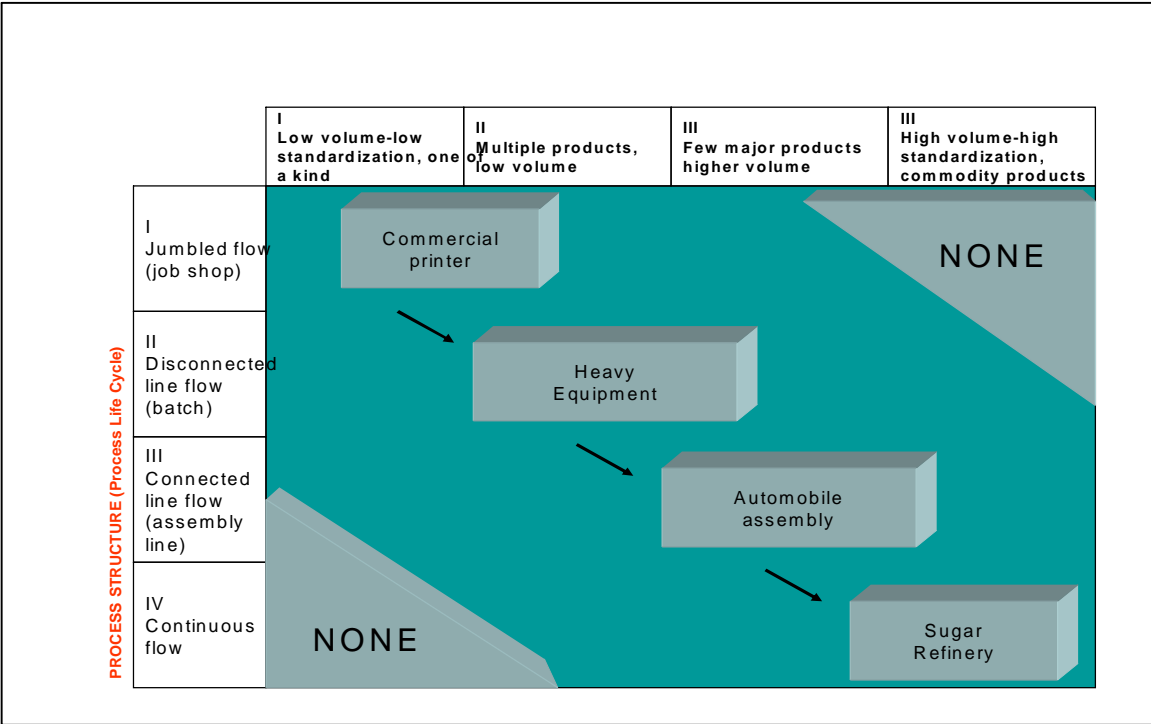 I
Low volume-low
standardization, one of
a kind
II
Multiple products,
low volume
III
Few major products
higher volume
III
High volume-high
standardization,
commodity products
I
Jumbled flow
(job shop)
Commercial
printer
NONE
II
Disconnected
line flow
(batch)
Heavy
Equipment
III
Connected
line flow
(assembly
line)
Automobile
assembly
IV
Continuous
flow
NONE
Sugar
Refinery
PROCESS STRUCTURE (Process Life Cycle)